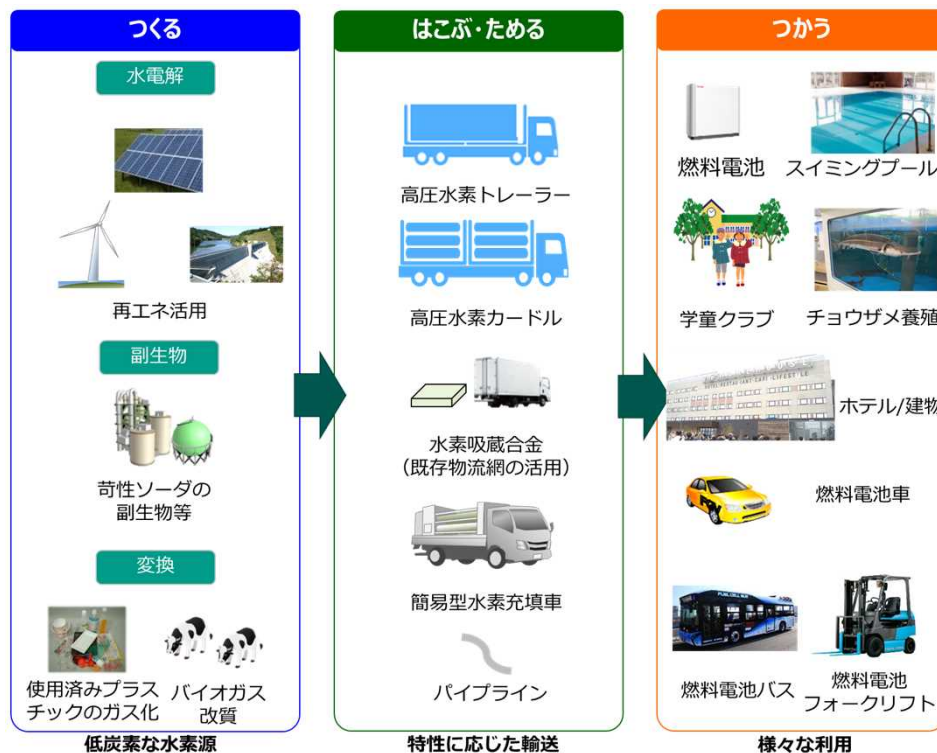 つくる
水電解
再エネ活用
副生物
苛性ソーダの
副生物等
変換
使用済みプラス
チックのガス化
バイオガス
改質
低炭素な水素源
はこぶ・ためる
高圧水素トレーラー
高圧水素カードル
水素吸蔵合金
(既存物流網の活用)
簡易型水素充填車
パイプライン
特性に応じた輸送
つかう
燃料電池
スイミングプール
学童クラブ
チョウザメ養殖
ホテル/建物
燃料電池車
FUEL CELL BUS
燃料電池バス
燃料電池
フォークリフト
様々な利用